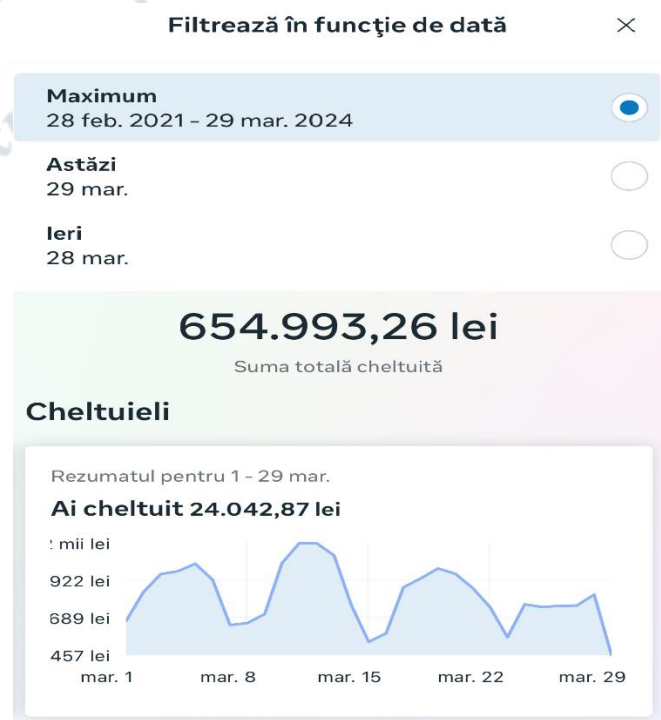 Filtrează în funcţie de dată
Maximum
28 feb. 2021 – 29 mar. 2024
Astăzi
29 mar.
Ieri
28 mar.
654.993,26 lei
Suma totală cheltuită
Cheltuieli
Rezumatul pentru 1 - 29 mar.
Ai cheltuit 24.042,87 lei
mii lei
922 lei
689 lei
457 lei
mar. 1 mar. 8 mar. 15 mar. 22 mar. 29